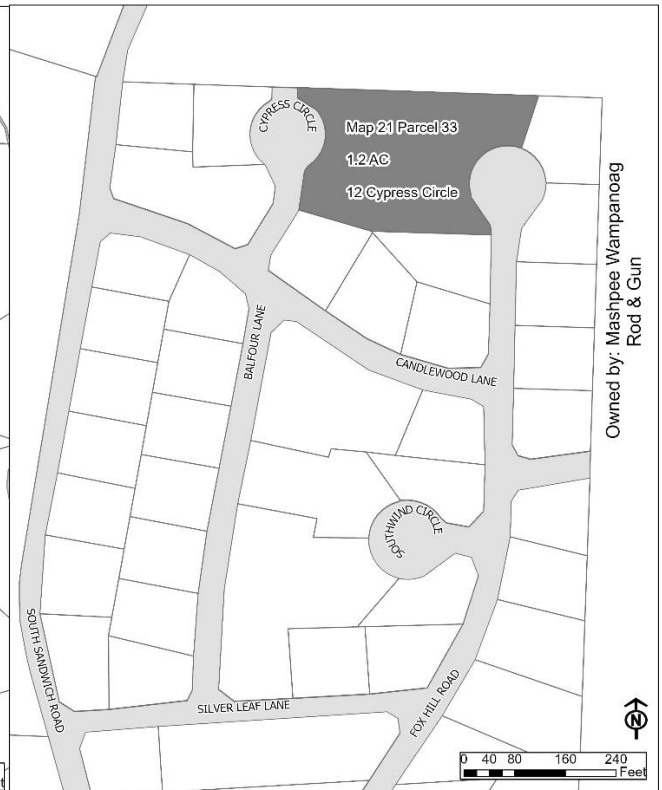 CYPRESS CIRCLE
Map 21 Parcel 33
1.2 AC
12 Cypress Circle
Owned by: Mashpee Wampanoag
Rod & Gun
BALFOUR LANE
CANDLEWOOD LANE
SOUTHWIND CIRCLE
SOUTH SANDWICH ROAD
SILVER LEAF LANE
FOX HILL ROAD
N
0 40 80 160 240
Feet
t